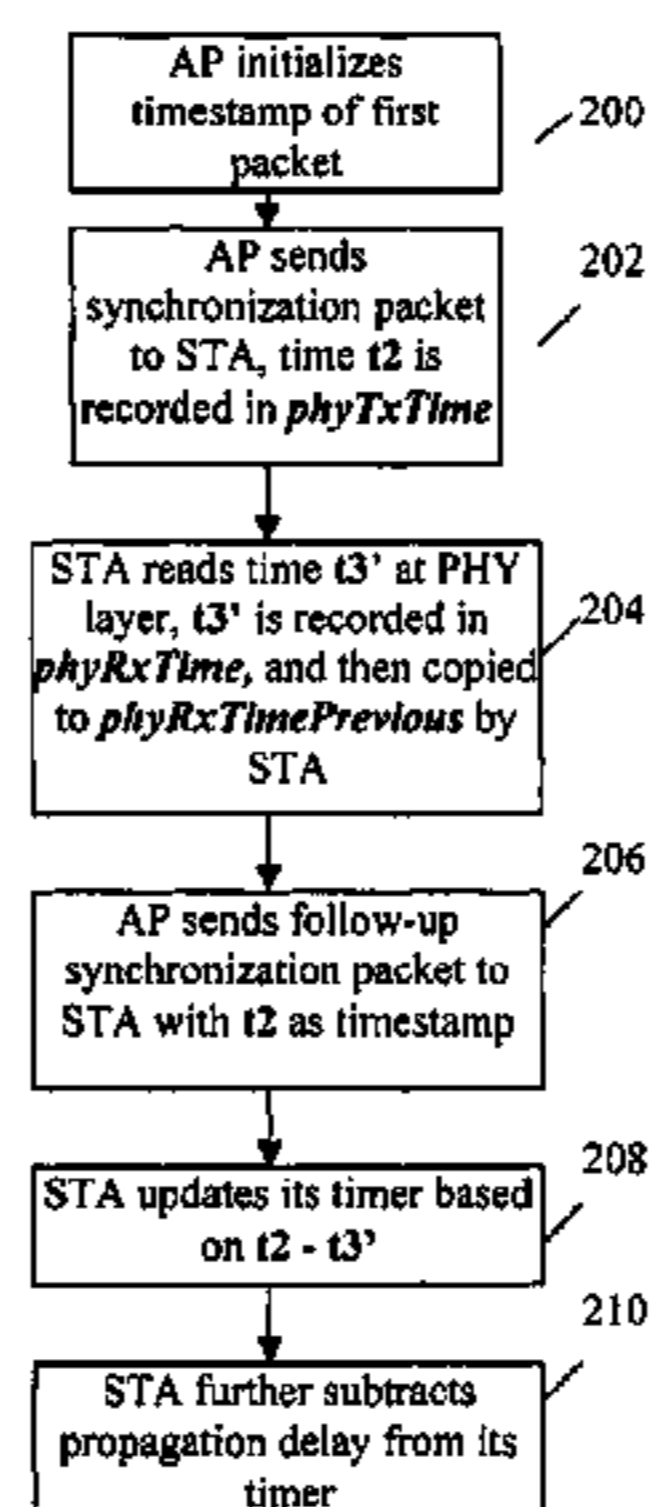 AP initializes
timestamp of first
packet
200
AP sends
synchronization packet
to STA, time t2 is
recorded in phyTxTime
202
STA reads time t3' at PHY
layer, t3' is recorded in
phyRxTime, and then copied
to phyRxTimePrevious by
STA
204
AP sends follow-up
synchronization packet to
STA with t2 as timestamp
206
STA updates its timer based
on t2 - t3'
208
STA further subtracts
propagation delay from its
timer
210